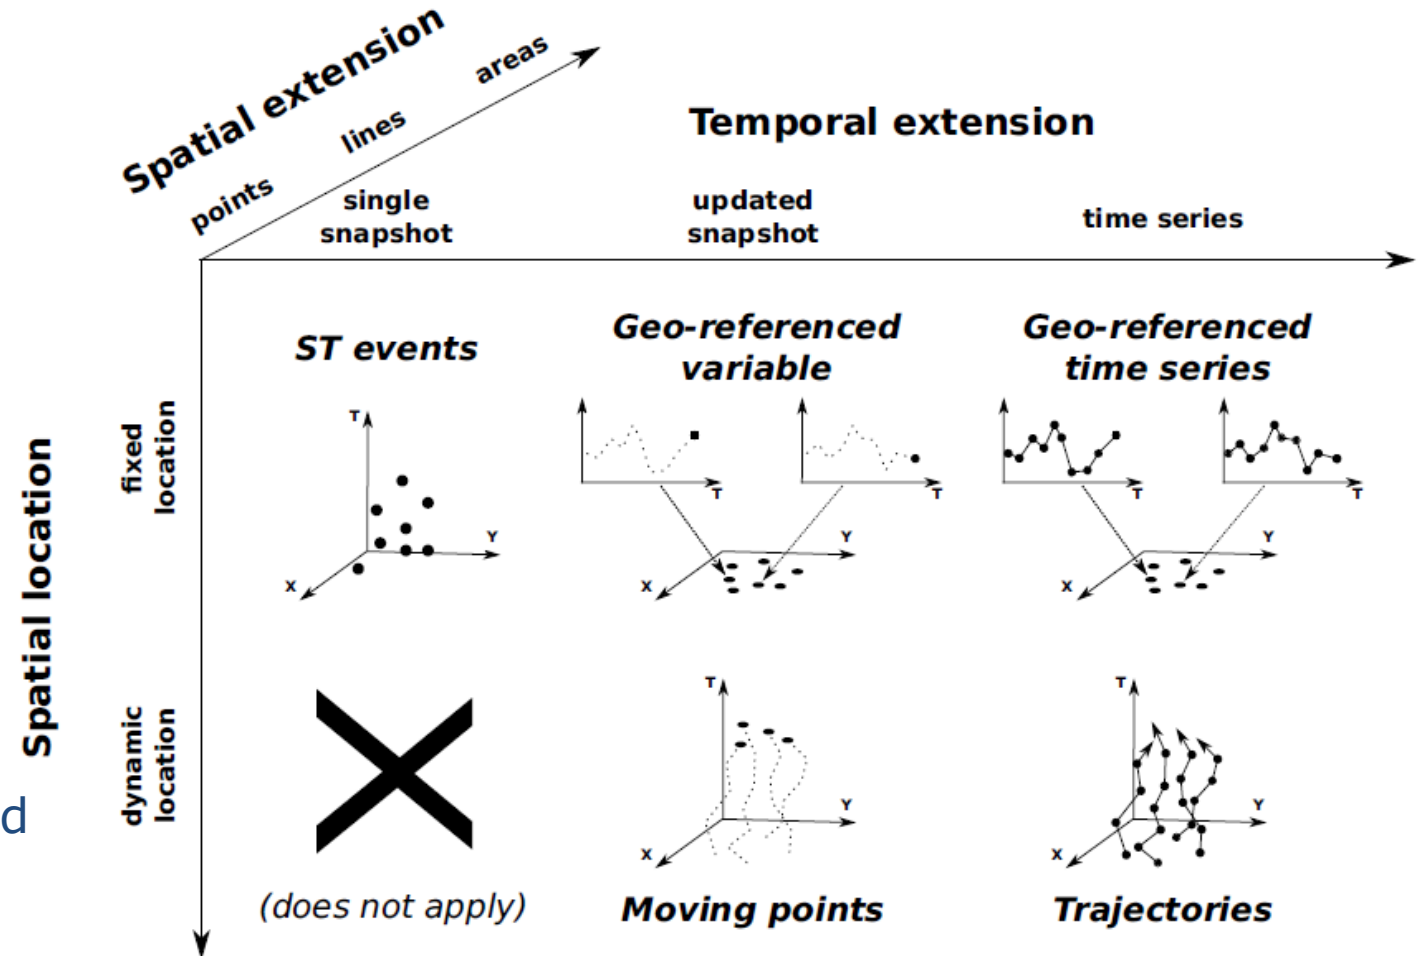 Spatial extension
points
lines
areas
Temporal extension
single
snapshot
updated
snapshot
time series
Spatial location
fixed
location
ST events
T
Y
X
Geo-referenced
variable
T
T
Y
X
Geo-referenced
time series
T
T
Y
X
dynamic
location
d
(does not apply)
T
Y
X
Moving points
T
Y
X
Trajectories